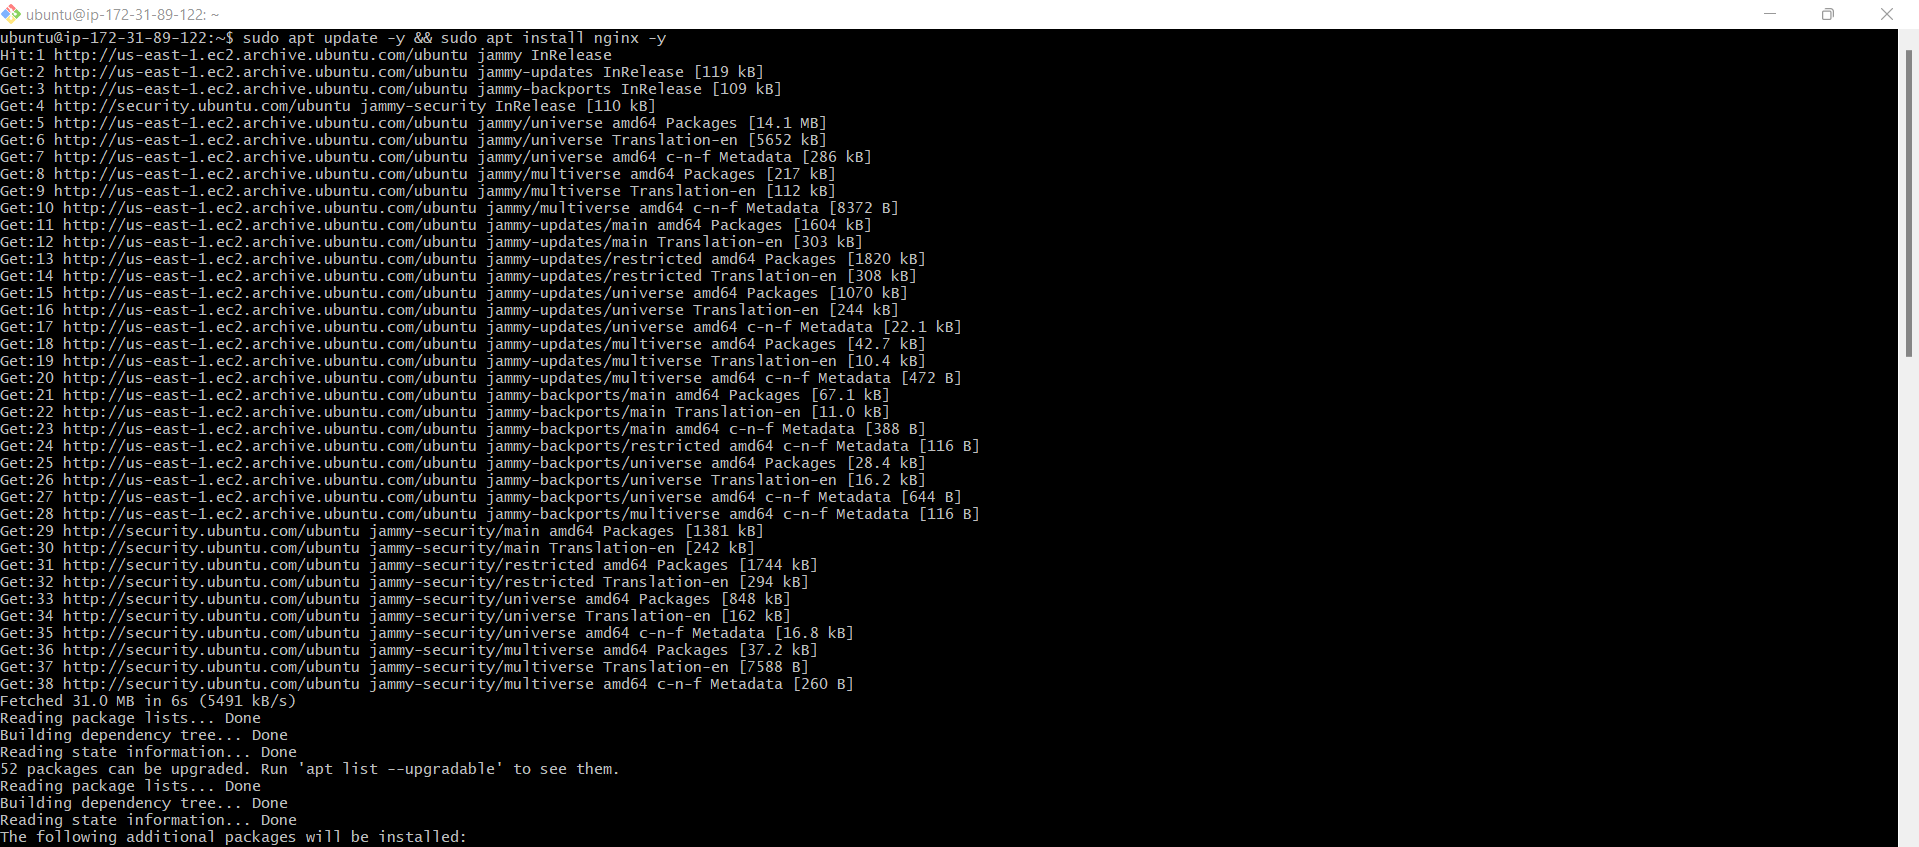 ubuntu@ip-172-31-89-122: ~
ubuntu@ip-172-31-89-122:~$ sudo apt update -y && sudo apt install nginx -y
Hit:1 http://us-east-1.ec2.archive.ubuntu.com/ubuntu jammy InRelease
Get:2 http://us-east-1.ec2.archive.ubuntu.com/ubuntu jammy-updates InRelease [119 kB]
Get:3 http://us-east-1.ec2.archive.ubuntu.com/ubuntu jammy-backports InRelease [109 kB]
Get:4 http://security.ubuntu.com/ubuntu jammy-security InRelease [110 kB]
Get:5 http://us-east-1.ec2.archive.ubuntu.com/ubuntu jammy/universe amd64 Packages [14.1 MB]
Get:6 http://us-east-1.ec2.archive.ubuntu.com/ubuntu jammy/universe Translation-en [5652 kB]
Get:7 http://us-east-1.ec2.archive.ubuntu.com/ubuntu jammy/universe amd64 c-n-f Metadata [286 kB]
Get:8 http://us-east-1.ec2.archive.ubuntu.com/ubuntu jammy/multiverse amd64 Packages [217 kB]
Get:9 http://us-east-1.ec2.archive.ubuntu.com/ubuntu jammy/multiverse Translation-en [112 kB]
Get:10 http://us-east-1.ec2.archive.ubuntu.com/ubuntu jammy/multiverse amd64 c-n-f Metadata [8372 B]
Get:11 http://us-east-1.ec2.archive.ubuntu.com/ubuntu jammy-updates/main amd64 Packages [1604 kB]
Get:12 http://us-east-1.ec2.archive.ubuntu.com/ubuntu jammy-updates/main Translation-en [303 kB]
Get:13 http://us-east-1.ec2.archive.ubuntu.com/ubuntu jammy-updates/restricted amd64 Packages [1820 kB]
Get:14 http://us-east-1.ec2.archive.ubuntu.com/ubuntu jammy-updates/restricted Translation-en [308 kB]
Get:15 http://us-east-1.ec2.archive.ubuntu.com/ubuntu jammy-updates/universe amd64 Packages [1070 kB]
Get:16 http://us-east-1.ec2.archive.ubuntu.com/ubuntu jammy-updates/universe Translation-en [244 kB]
Get:17 http://us-east-1.ec2.archive.ubuntu.com/ubuntu jammy-updates/universe amd64 c-n-f Metadata [22.1 kB]
Get:18 http://us-east-1.ec2.archive.ubuntu.com/ubuntu jammy-updates/multiverse amd64 Packages [42.7 kB]
Get:19 http://us-east-1.ec2.archive.ubuntu.com/ubuntu jammy-updates/multiverse Translation-en [10.4 kB]
Get:20 http://us-east-1.ec2.archive.ubuntu.com/ubuntu jammy-updates/multiverse amd64 c-n-f Metadata [472 B]
Get:21 http://us-east-1.ec2.archive.ubuntu.com/ubuntu jammy-backports/main amd64 Packages [67.1 kB]
Get:22 http://us-east-1.ec2.archive.ubuntu.com/ubuntu jammy-backports/main Translation-en [11.0 kB]
Get:23 http://us-east-1.ec2.archive.ubuntu.com/ubuntu jammy-backports/main amd64 c-n-f Metadata [388 B]
Get:24 http://us-east-1.ec2.archive.ubuntu.com/ubuntu jammy-backports/restricted amd64 c-n-f Metadata [116 B]
Get:25 http://us-east-1.ec2.archive.ubuntu.com/ubuntu jammy-backports/universe amd64 Packages [28.4 kB]
Get:26 http://us-east-1.ec2.archive.ubuntu.com/ubuntu jammy-backports/universe Translation-en [16.2 kB]
Get:27 http://us-east-1.ec2.archive.ubuntu.com/ubuntu jammy-backports/universe amd64 c-n-f Metadata [644 B]
Get:28 http://us-east-1.ec2.archive.ubuntu.com/ubuntu jammy-backports/multiverse amd64 c-n-f Metadata [116 B]
Get:29 http://security.ubuntu.com/ubuntu jammy-security/main amd64 Packages [1381 kB]
Get:30 http://security.ubuntu.com/ubuntu jammy-security/main Translation-en [242 kB]
Get:31 http://security.ubuntu.com/ubuntu jammy-security/restricted amd64 Packages [1744 kB]
Get:32 http://security.ubuntu.com/ubuntu jammy-security/restricted Translation-en [294 kB]
Get:33 http://security.ubuntu.com/ubuntu jammy-security/universe amd64 Packages [848 kB]
Get:34 http://security.ubuntu.com/ubuntu jammy-security/universe Translation-en [162 kB]
Get:35 http://security.ubuntu.com/ubuntu jammy-security/universe amd64 c-n-f Metadata [16.8 kB]
Get:36 http://security.ubuntu.com/ubuntu jammy-security/multiverse amd64 Packages [37.2 kB]
Get:37 http://security.ubuntu.com/ubuntu jammy-security/multiverse Translation-en [7588 B]
Get:38 http://security.ubuntu.com/ubuntu jammy-security/multiverse amd64 c-n-f Metadata [260 B]
Fetched 31.0 MB in 6s (5491 kB/s)
Reading package lists... Done
Building dependency tree... Done
Reading state information... Done
52 packages can be upgraded. Run 'apt list --upgradable' to see them.
Reading package lists... Done
Building dependency tree... Done
Reading state information... Done
The following additional packages will be installed: